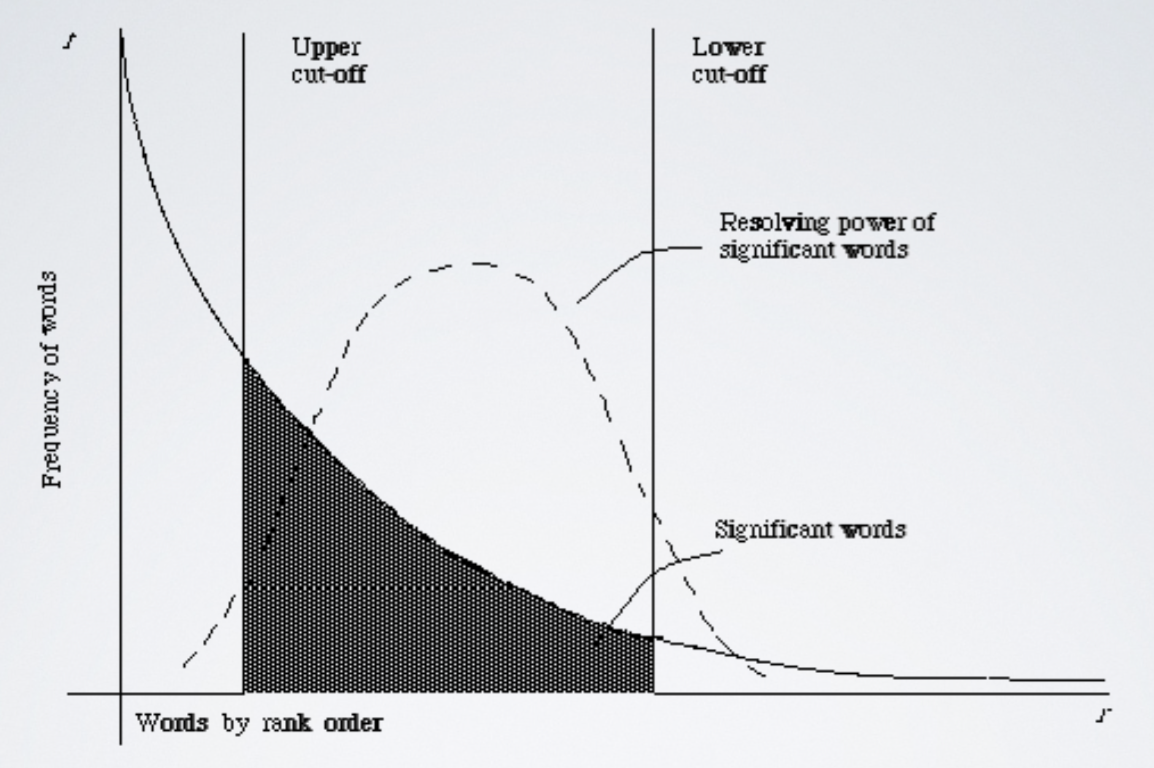 f
Upper
cut-off
Lower
cut-off
Resolving power of
significant words
Frequency of words
Significant words
Words by rank order
r